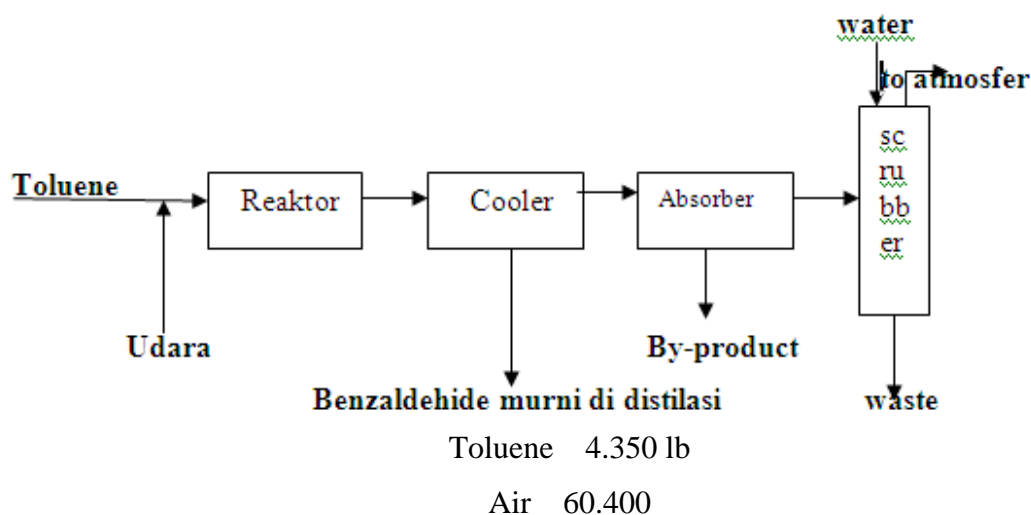 water
to atmosfer
Toluene
Reaktor
Cooler
Absorber
sc
ru
bb
er
Udara
By-product
Benzaldehide murni di distilasi
waste
Toluene 4.350 lb
Air 60.400